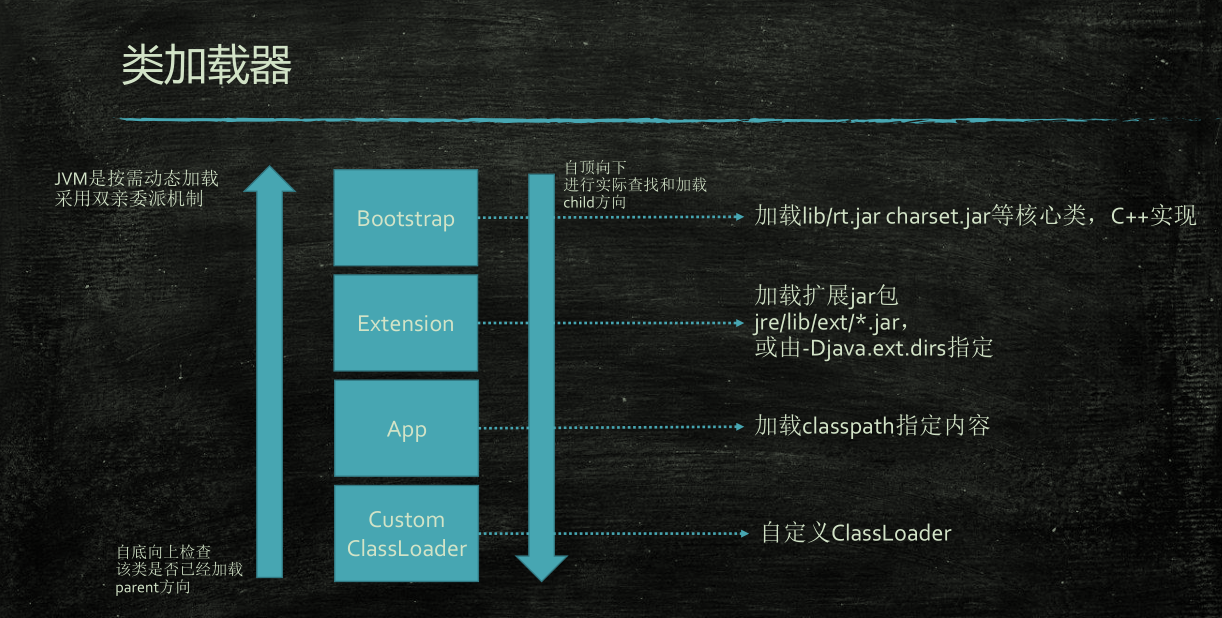 类加载器
JVM是按需动态加载
采用双亲委派机制
自顶向下
进行实际查找和加载
child方向
Bootstrap
加载lib/rt.jar charset.jar等核心类，C++实现
Extension
加载扩展jar包
jre/lib/ext/*.jar，
或由-Djava.ext.dirs指定
App
加载classpath指定内容
Custom
ClassLoader
自定义ClassLoader
自底向上检查
该类是否已经加载
parent方向